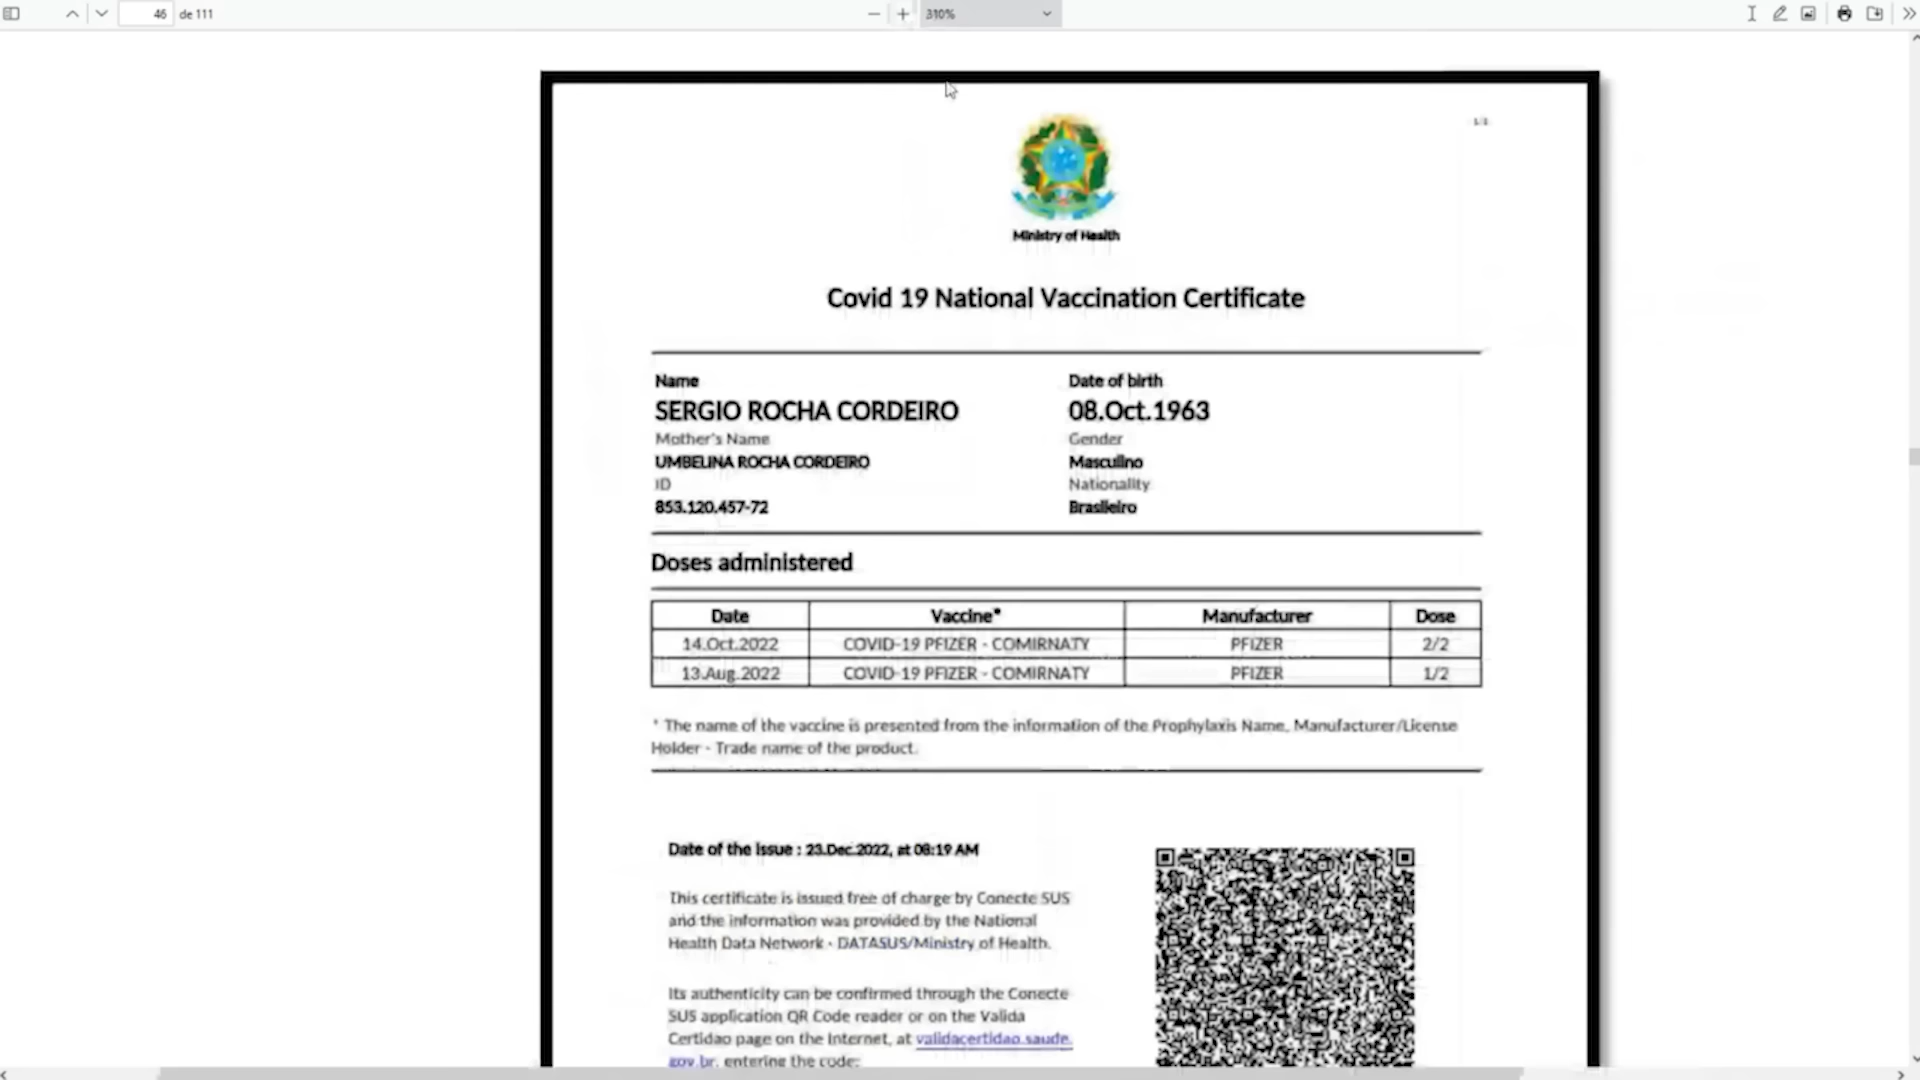 46 de 111 310%
1/1
Ministry of Health
Covid 19 National Vaccination Certificate
Name Date of birth
SERGIO ROCHA CORDEIRO 08.Oct.1963
Mother's Name Gender
UMBELINA ROCHA CORDEIRO Masculino
ID Nationality
853.120.457-72 Brasileiro
Doses administered
Date Vaccine* Manufacturer Dose
14.Oct.2022 COVID-19 PFIZER - COMIRNATY PFIZER 2/2
13.Aug.2022 COVID-19 PFIZER - COMIRNATY PFIZER 1/2
* The name of the vaccine is presented from the information of the Prophylaxis Name, Manufacturer/License
Holder - Trade name of the product.
Date of the issue : 23.Dec.2022, at 08:19 AM
This certificate is issued free of charge by Conecte SUS
and the information was provided by the National
Health Data Network - DATASUS/Ministry of Health.
Its authenticity can be confirmed through the Conecte
SUS application QR Code reader or on the Valida
Certidao page on the Internet, at validacertidao.saude.
gov.br, entering the code: